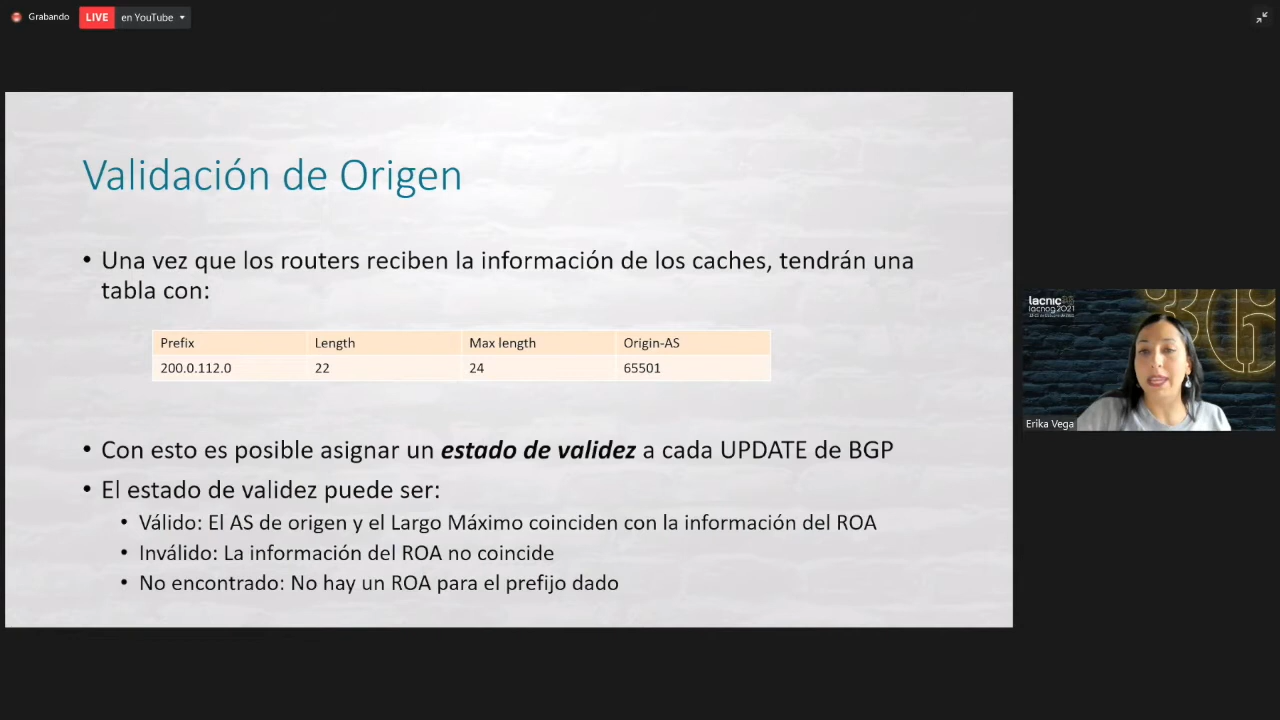 Grabando
LIVE en YouTube
Validación de Origen
• Una vez que los routers reciben la información de los caches, tendrán una
tabla con:
Prefix Length Max length Origin-AS
200.0.112.0 22 24 65501
• Con esto es posible asignar un estado de validez a cada UPDATE de BGP
• El estado de validez puede ser:
• Válido: El AS de origen y el Largo Máximo coinciden con la información del ROA
• Inválido: La información del ROA no coincide
• No encontrado: No hay un ROA para el prefijo dado
lacnic36
lacnog2021
Erika Vega